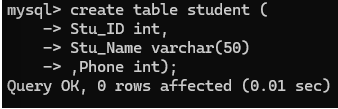 mysql> create table student (
    -> Stu_ID int,
    -> Stu_Name varchar(50)
    -> ,Phone int);
Query OK, 0 rows affected (0.01 sec)